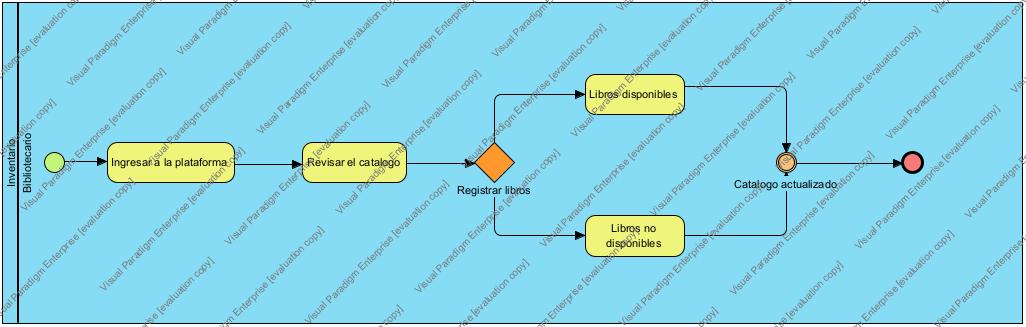 Inventario
Bibliotecario
Ingresar a la plataforma
Revisar el catalogo
Registrar libros
Libros disponibles
Libros no
disponibles
Catalogo actualizado
Visual Paradigm Enterprise [evaluation copy]